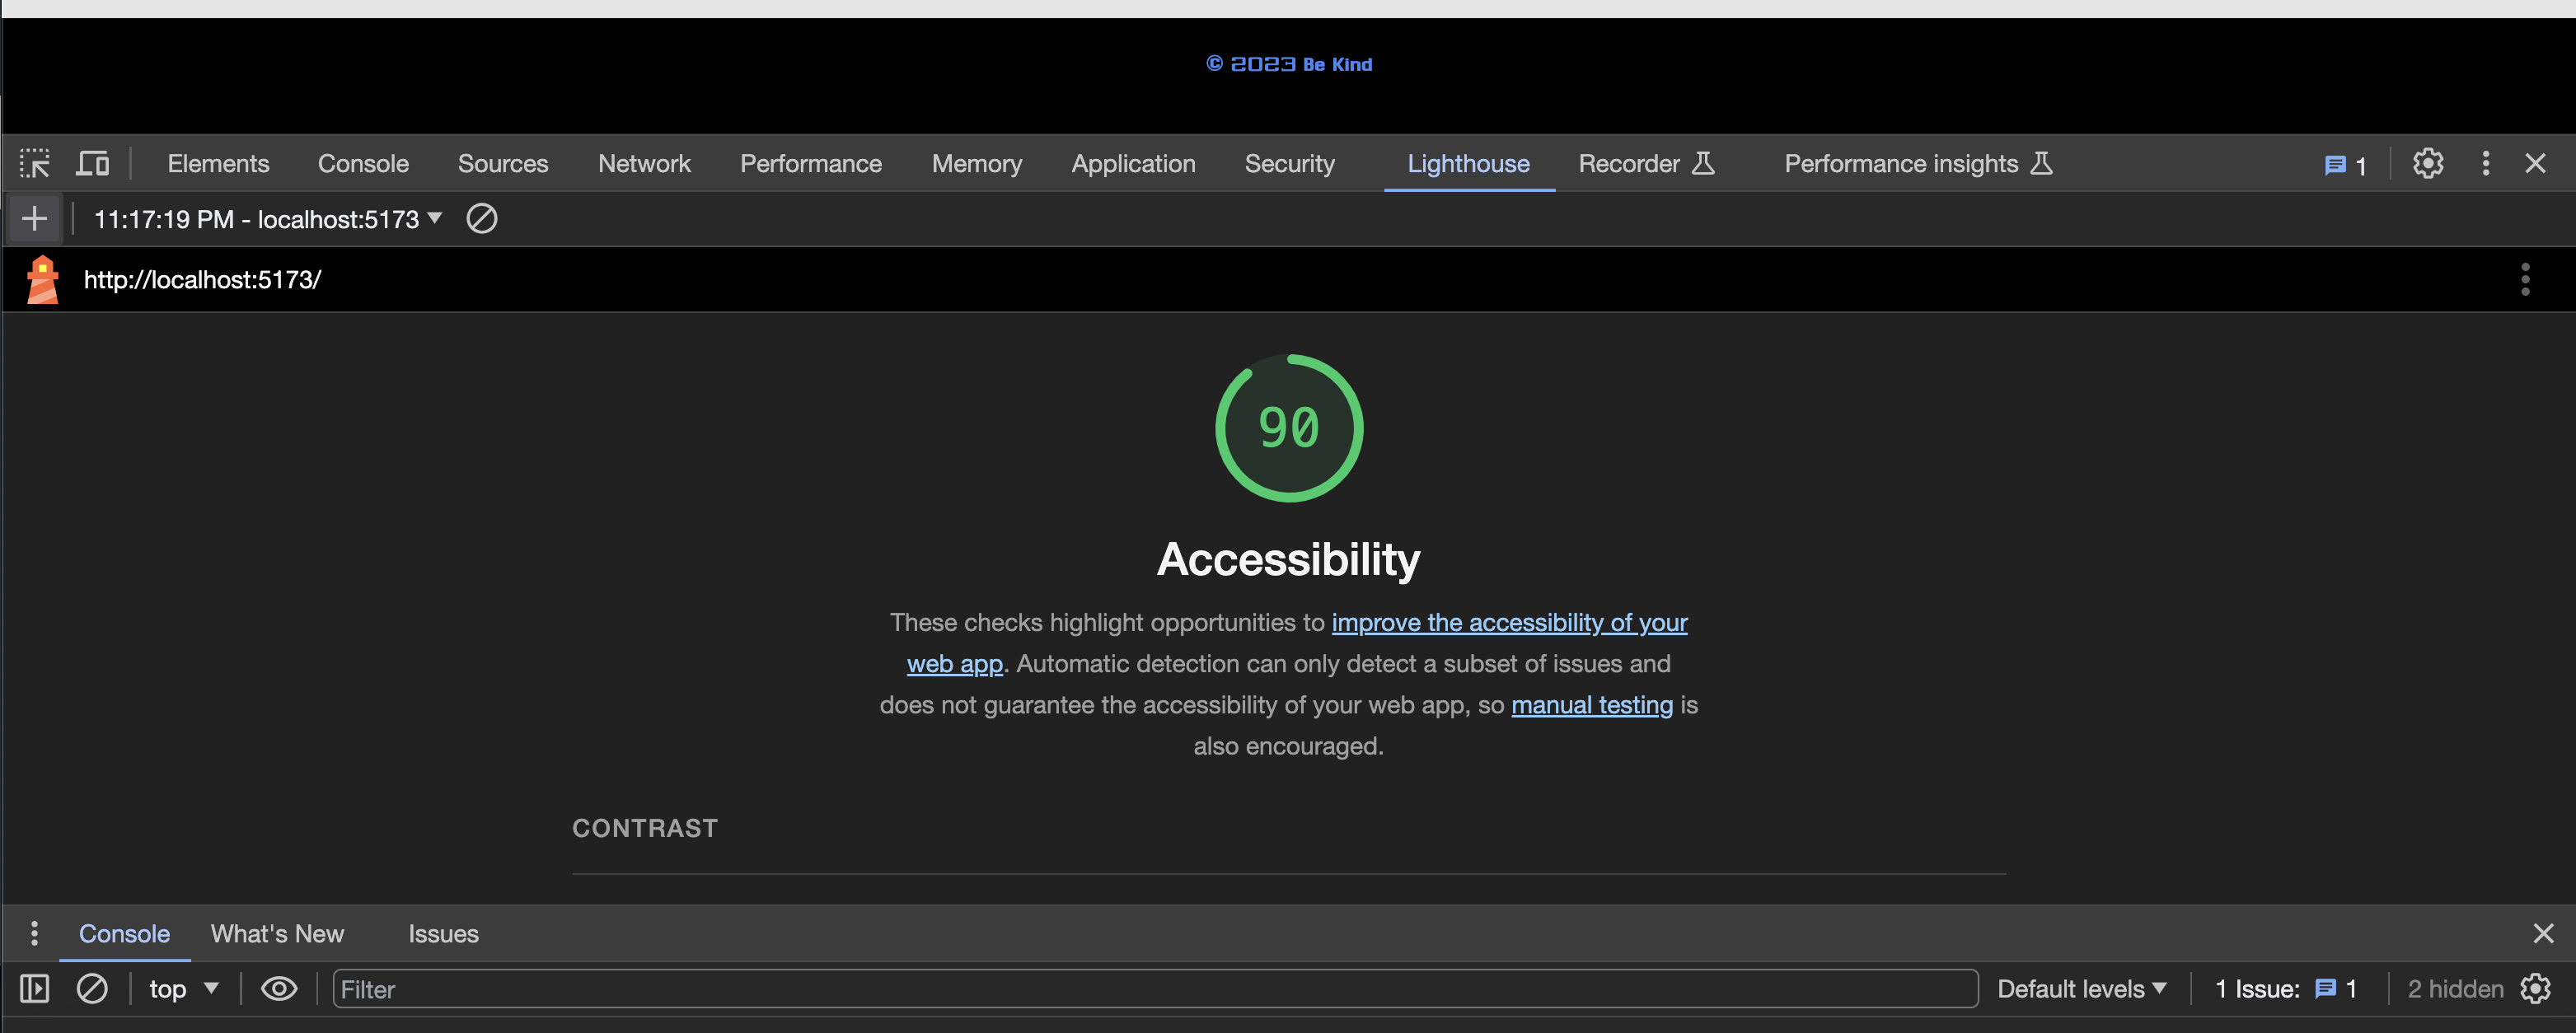 © 2023 Be Kind
Elements Console Sources Network Performance Memory Application Security Lighthouse Recorder Performance insights 1
11:17:19 PM - localhost:5173
http://localhost:5173/
90
Accessibility
These checks highlight opportunities to improve the accessibility of your
web app. Automatic detection can only detect a subset of issues and
does not guarantee the accessibility of your web app, so manual testing is
also encouraged.
CONTRAST
Console What's New Issues
top Filter Default levels 1 Issue: 1 2 hidden